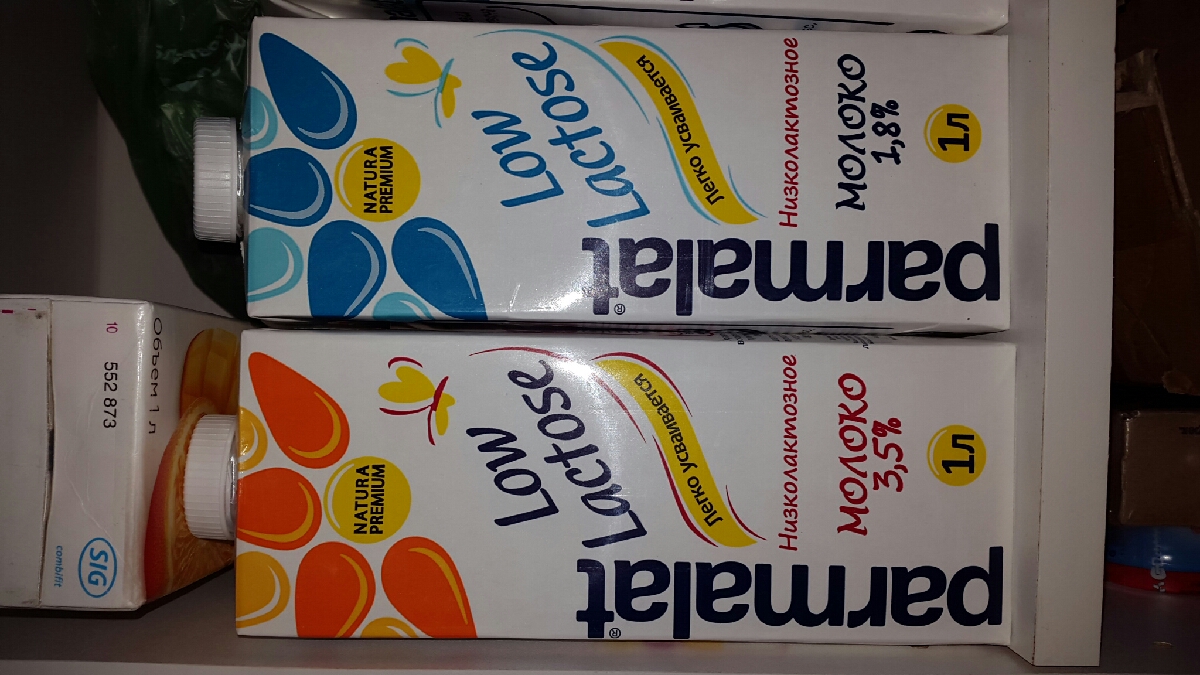 NATURA
PREMIUM
Low
Lactose
Легко усваивается
Низколактозное
МОЛОКО
1,8%
1л
parmalat®
NATURA
PREMIUM
Low
Lactose
Легко усваивается
Низколактозное
МОЛОКО
3,5%
1л
parmalat®
Объем 1 л
10 552 873
SIG
combifit